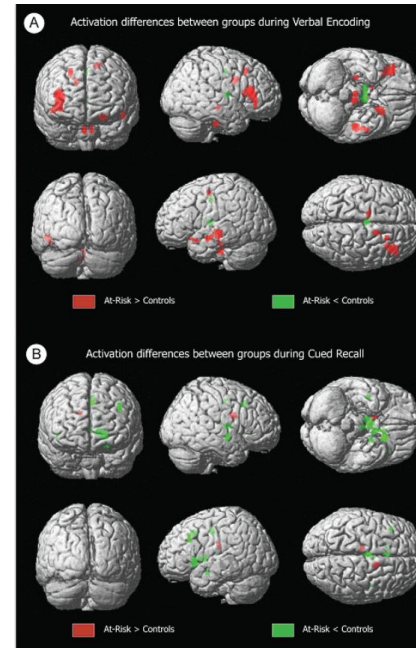 A Activation differences between groups during Verbal Encoding
At-Risk > Controls At-Risk < Controls
B Activation differences between groups during Cued Recall
At-Risk > Controls At-Risk < Controls